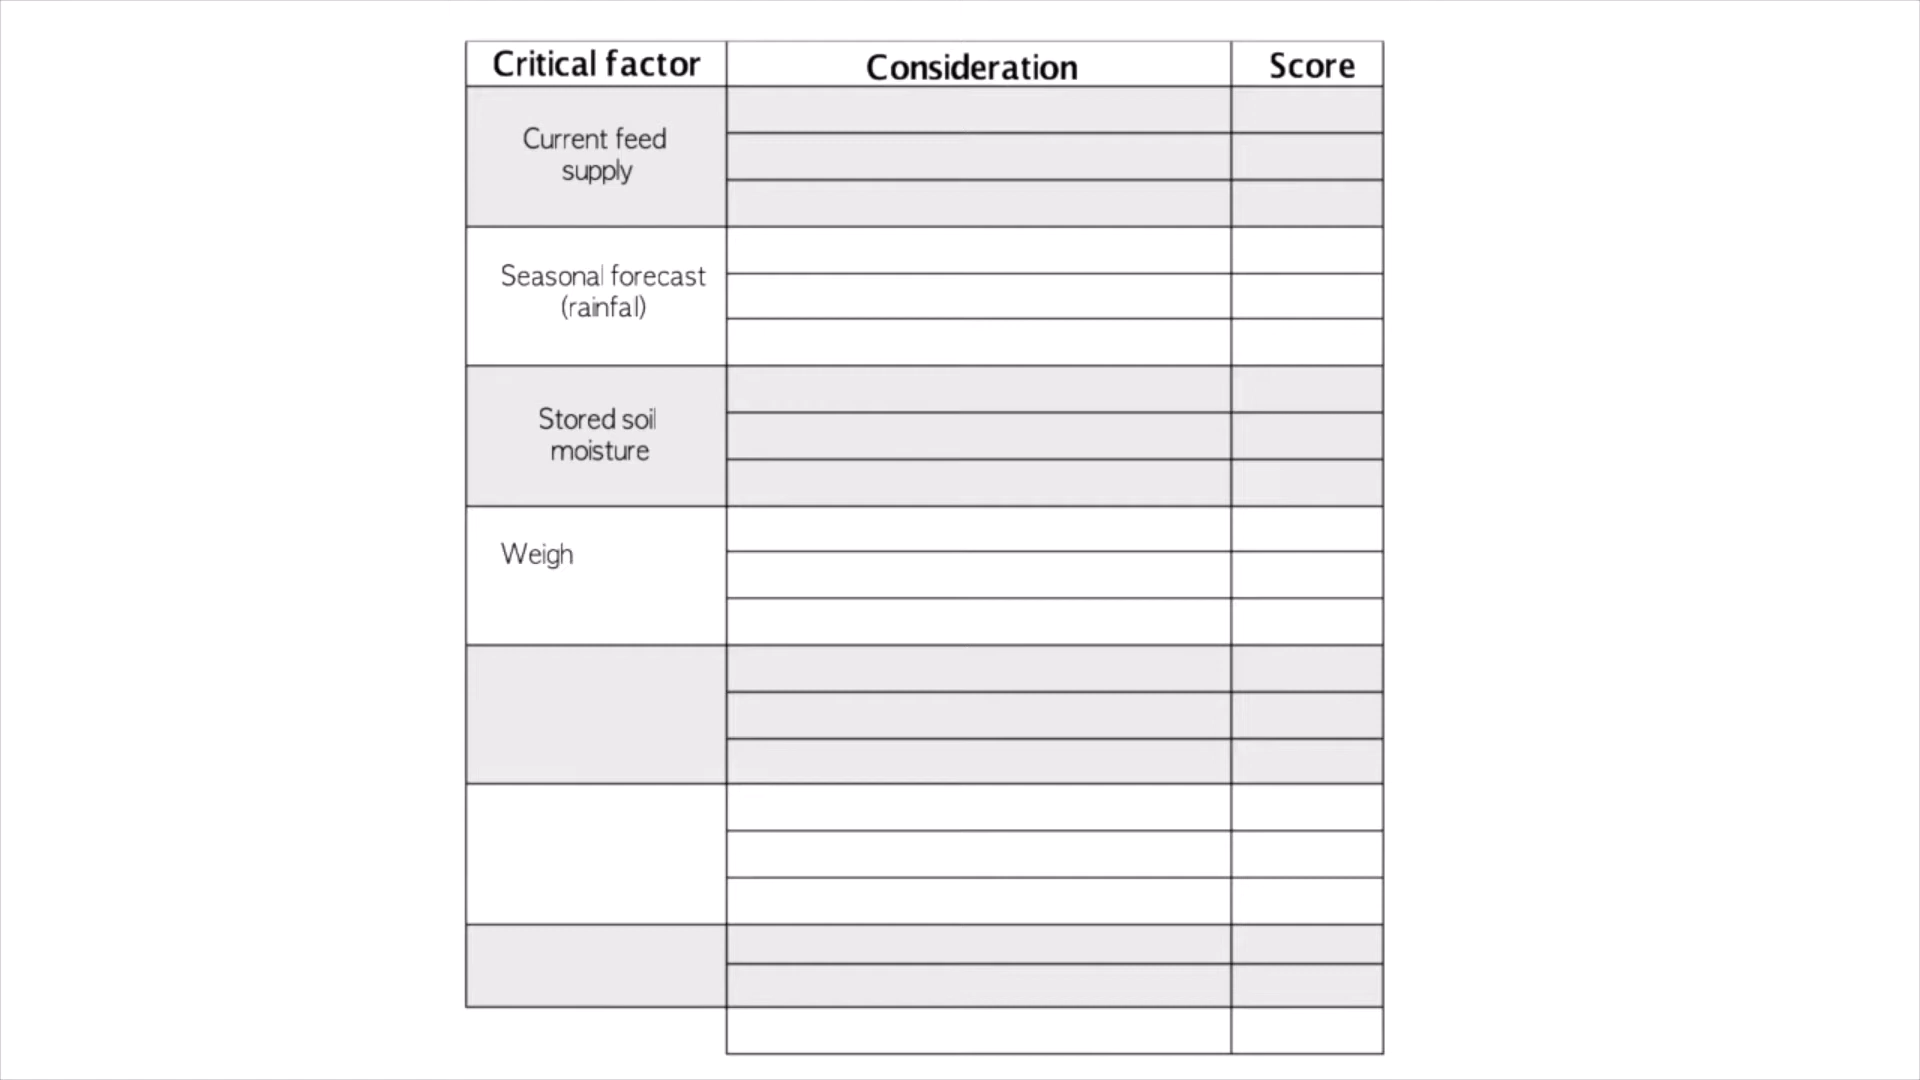 Critical factor Consideration Score
Current feed
supply
Seasonal forecast
(rainfal)
Stored soil
moisture
Weigh